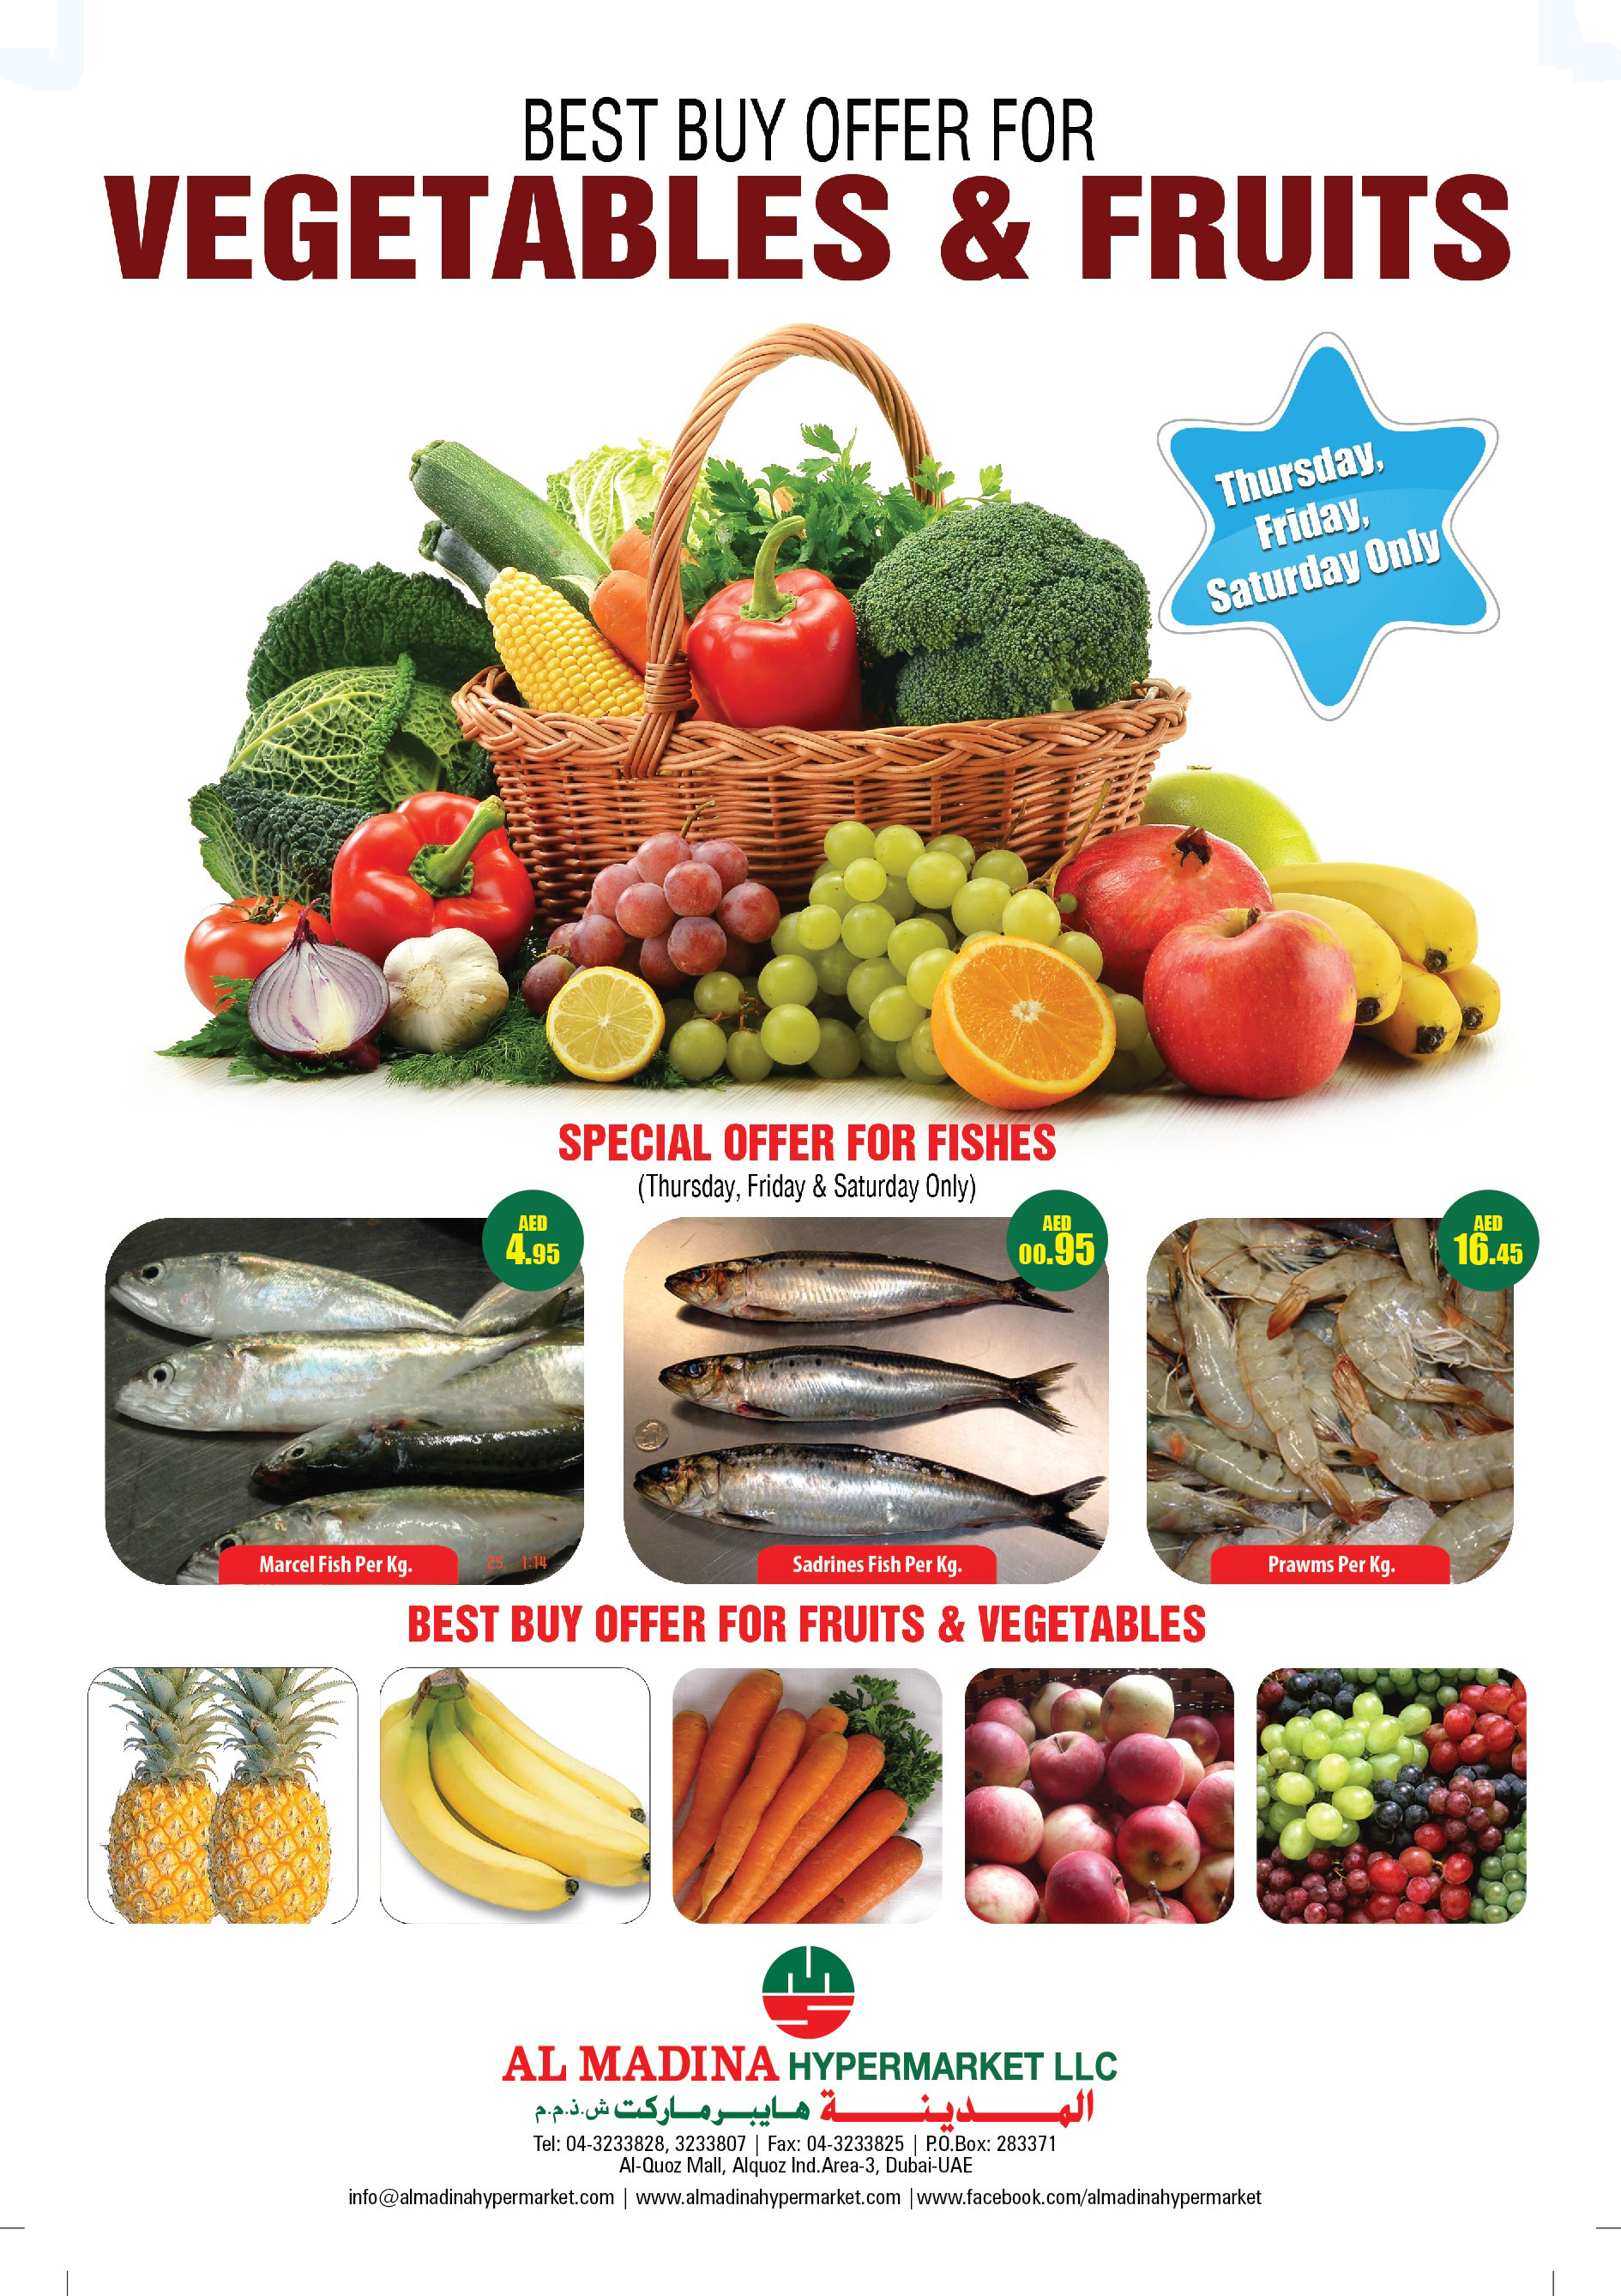 BEST BUY OFFER FOR
VEGETABLES & FRUITS
Thursday,
Friday,
Saturday Only
SPECIAL OFFER FOR FISHES
(Thursday, Friday & Saturday Only)
AED
4.95
AED
00.95
AED
16.45
25 1:14
Marcel Fish Per Kg.
Sadrines Fish Per Kg.
Prawms Per Kg.
BEST BUY OFFER FOR FRUITS & VEGETABLES
AL MADINA HYPERMARKET LLC
المدينة هايبرماركت ش.ذ.م.م
Tel: 04-3233828, 3233807 | Fax: 04-3233825 | P.O.Box: 283371
Al-Quoz Mall, Alquoz Ind.Area-3, Dubai-UAE
info@almadinahypermarket.com | www.almadinahypermarket.com |www.facebook.com/almadinahypermarket